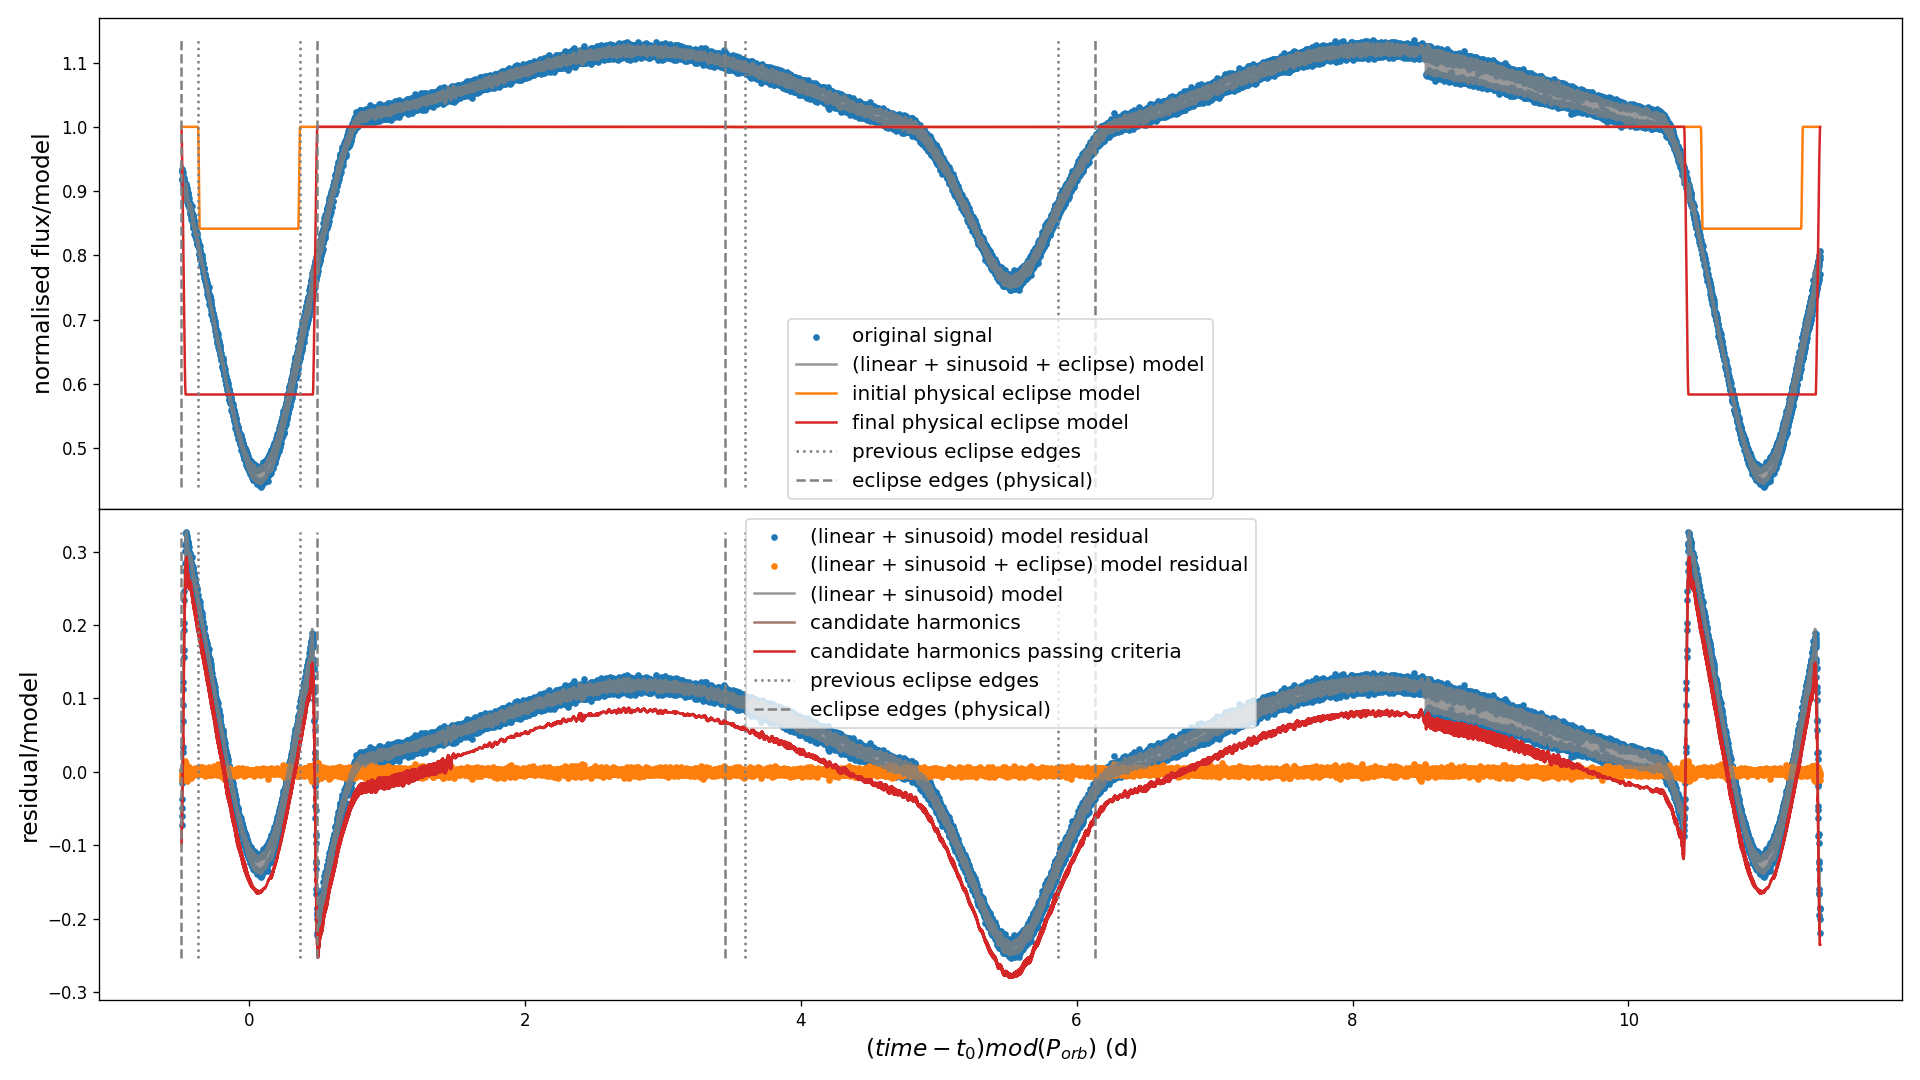 normalised flux/model
1.1
1.0
0.9
0.8
0.7
0.6
0.5
original signal
(linear + sinusoid + eclipse) model
initial physical eclipse model
final physical eclipse model
previous eclipse edges
eclipse edges (physical)
residual/model
0.3
0.2
0.1
0.0
−0.1
−0.2
−0.3
(linear + sinusoid) model residual
(linear + sinusoid + eclipse) model residual
(linear + sinusoid) model
candidate harmonics
candidate harmonics passing criteria
previous eclipse edges
eclipse edges (physical)
0 2 4 6 8 10
(time − t₀)mod(P_orb) (d)